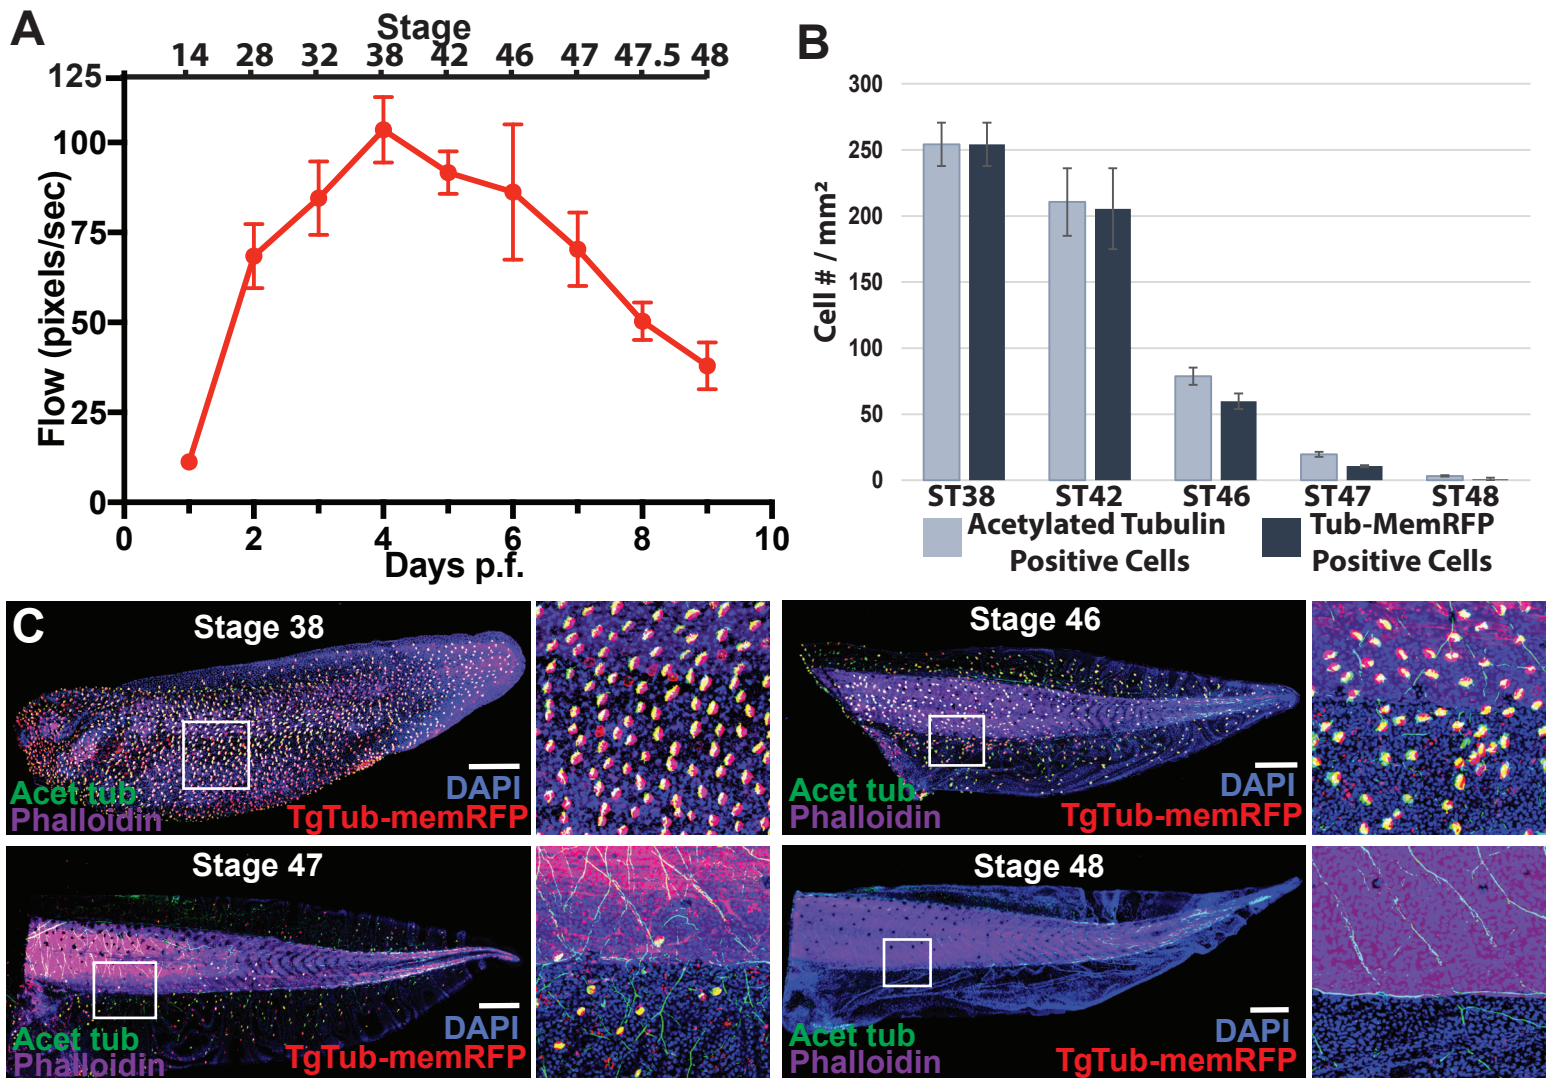 A
Stage
14 28 32 38 42 46 47 47.5 48
125
100
75
50
25
0
Flow (pixels/sec)
0 2 4 6 8 10
Days p.f.
B
300
250
200
150
100
50
0
Cell # / mm²
ST38 ST42 ST46 ST47 ST48
Acetylated Tubulin
Positive Cells
Tub-MemRFP
Positive Cells
C
Stage 38
Acet tub
DAPI
Phalloidin
TgTub-memRFP
Stage 46
Acet tub
DAPI
Phalloidin
TgTub-memRFP
Stage 47
Acet tub
DAPI
Phalloidin
TgTub-memRFP
Stage 48
Acet tub
DAPI
Phalloidin
TgTub-memRFP